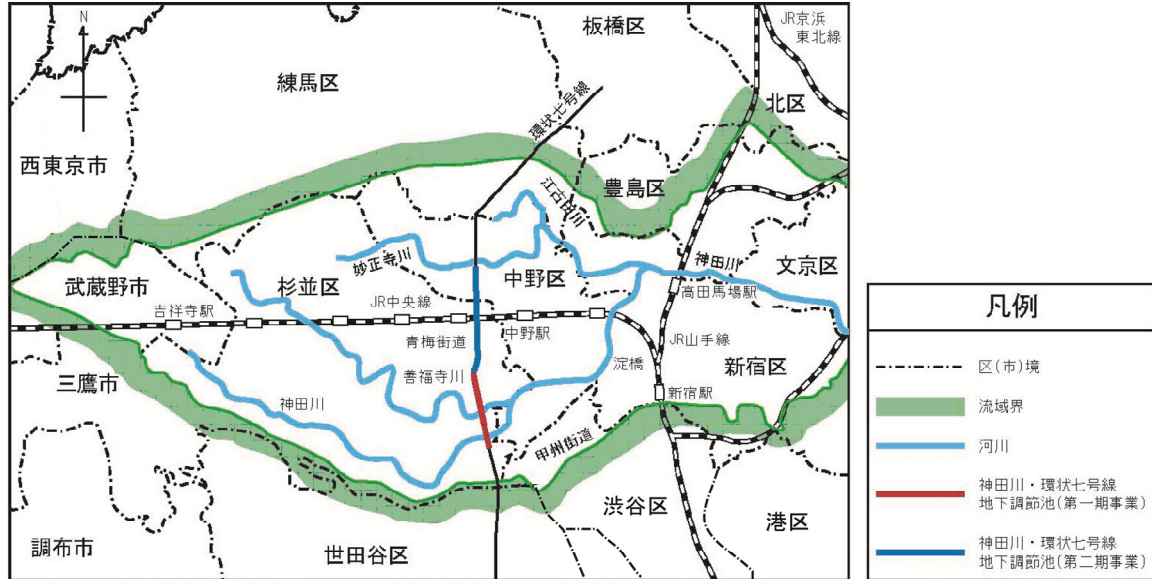 N
板橋区
JR京浜
東北線
練馬区
環状七号線
北区
西東京市
豊島区
江古田川
武蔵野市
妙正寺川
中野区
神田川
文京区
杉並区
高田馬場駅
吉祥寺駅
JR中央線
青梅街道
中野駅
JR山手線
淀橋
新宿区
三鷹市
善福寺川
新宿駅
神田川
甲州街道
渋谷区
港区
調布市
世田谷区
凡例
区(市)境
流域界
河川
神田川・環状七号線
地下調節池(第一期事業)
神田川・環状七号線
地下調節池(第二期事業)